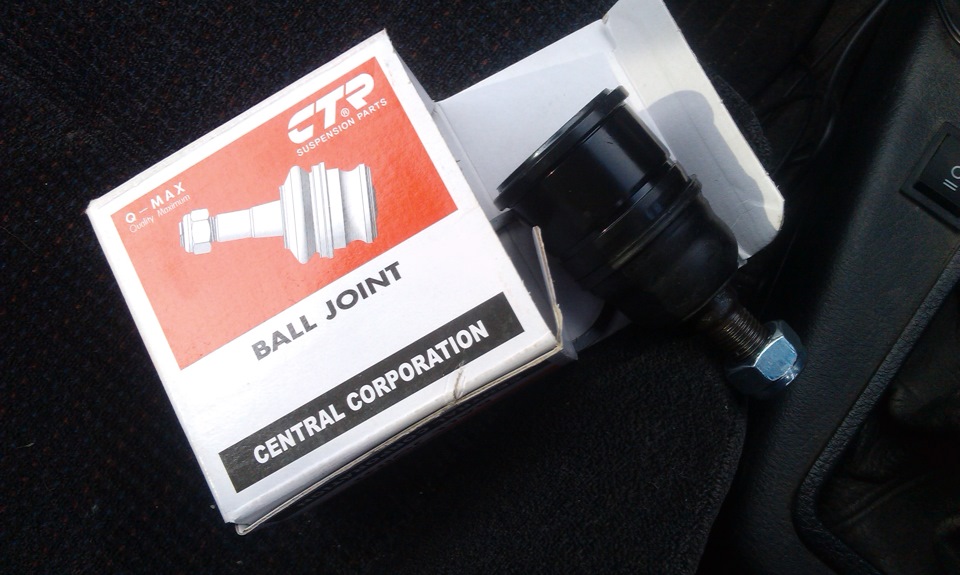 CTR®
SUSPENSION PARTS
Q-MAX
Quality Maximum
BALL JOINT
CENTRAL CORPORATION